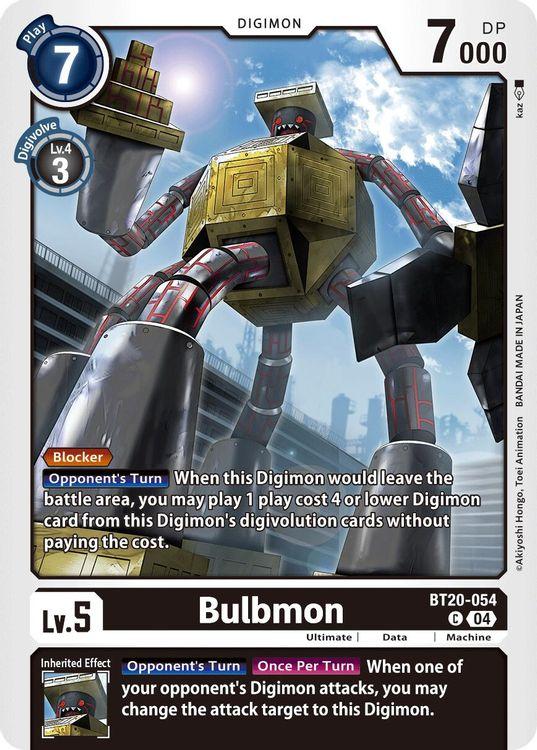 DIGIMON
Play
7
DP
7000
Digivolve
Lv.4
3
kaz
Blocker
Opponent's Turn When this Digimon would leave the
battle area, you may play 1 play cost 4 or lower Digimon
card from this Digimon's digivolution cards without
paying the cost.
©Akiyoshi Hongo, Toei Animation BANDAI MADE IN JAPAN
Lv.5
Bulbmon
BT20-054
C 04
Ultimate | Data | Machine
Inherited Effect
Opponent's Turn Once Per Turn When one of
your opponent's Digimon attacks, you may
change the attack target to this Digimon.